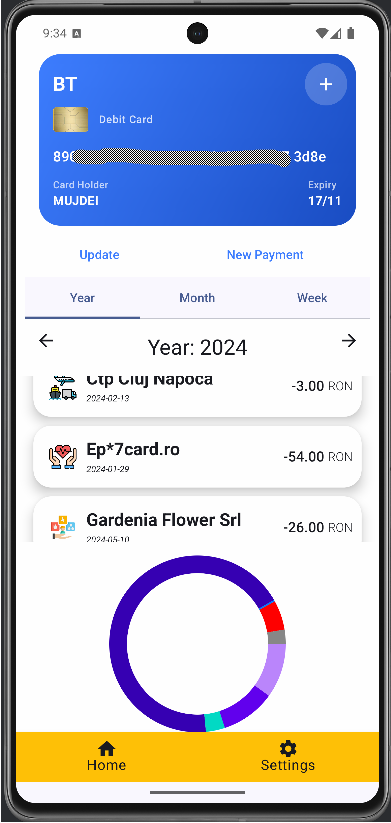 9:34 A
BT
+
Debit Card
890 3d8e
Card Holder Expiry
MUJDEI 17/11
Update New Payment
Year Month Week
Year: 2024
Ctp Cluj Napoca
-3.00 RON
2024-02-13
Ep*7card.ro
-54.00 RON
2024-01-29
Gardenia Flower Srl
-26.00 RON
2024-05-10
Home Settings